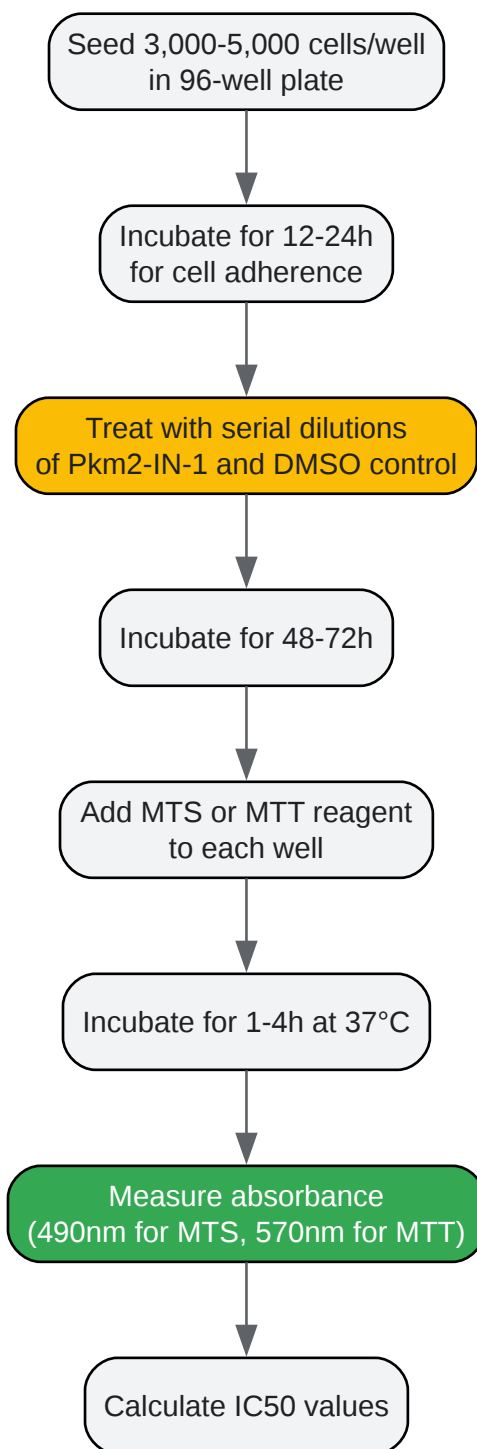 Seed 3,000-5,000 cells/well
in 96-well plate
Incubate for 12-24h
for cell adherence
Treat with serial dilutions
of Pkm2-IN-1 and DMSO control
Incubate for 48-72h
Add MTS or MTT reagent
to each well
Incubate for 1-4h at 37°C
Measure absorbance
(490nm for MTS, 570nm for MTT)
Calculate IC50 values